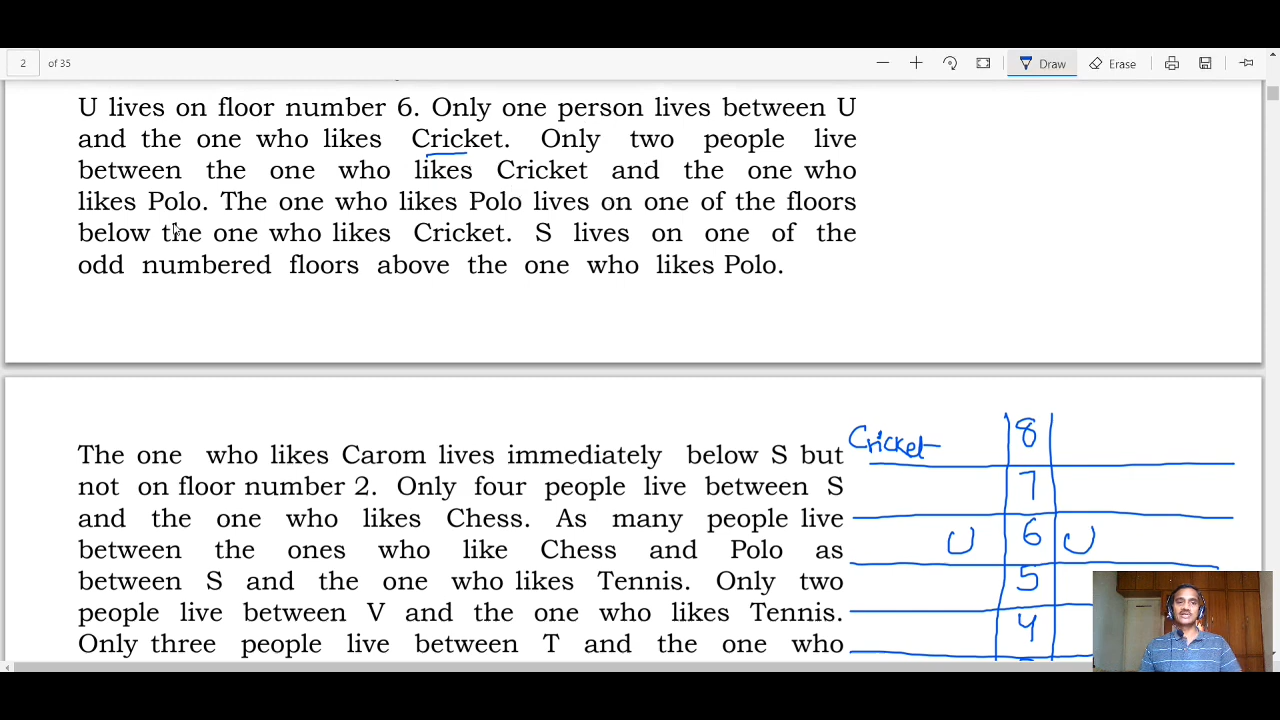 2 of 35
Draw
Erase
U lives on floor number 6. Only one person lives between U
and the one who likes Cricket. Only two people live
between the one who likes Cricket and the one who
likes Polo. The one who likes Polo lives on one of the floors
below the one who likes Cricket. S lives on one of the
odd numbered floors above the one who likes Polo.
The one who likes Carom lives immediately below S but
not on floor number 2. Only four people live between S
and the one who likes Chess. As many people live
between the ones who like Chess and Polo as
between S and the one who likes Tennis. Only two
people live between V and the one who likes Tennis.
Only three people live between T and the one who
Cricket 8
7
U 6 U
5
4